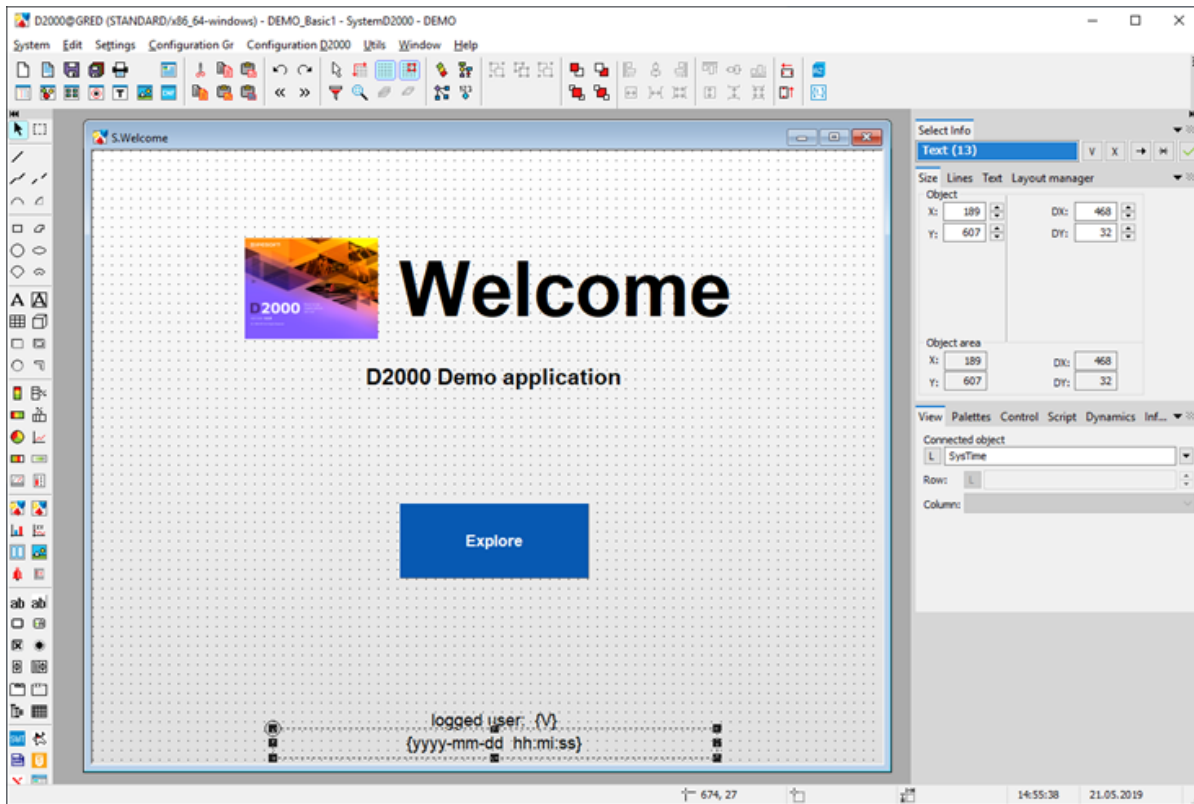 D2000@GRED (STANDARD/x86_64-windows) - DEMO_Basic1 - SystemD2000 - DEMO
System Edit Settings Configuration Gr Configuration D2000 Utils Window Help
S.Welcome
D2000
Welcome
D2000 Demo application
Explore
logged user: {V}
{yyyy-mm-dd hh:mi:ss}
Select Info
Text (13)
V X
Size Lines Text Layout manager
Object
X: 189 DX: 468
Y: 607 DY: 32
Object area
X: 189 DX: 468
Y: 607 DY: 32
View Palettes Control Script Dynamics Inf...
Connected object
L SysTime
Row: L
Column:
A A
ab ab
SWT
674, 27
14:55:38 21.05.2019